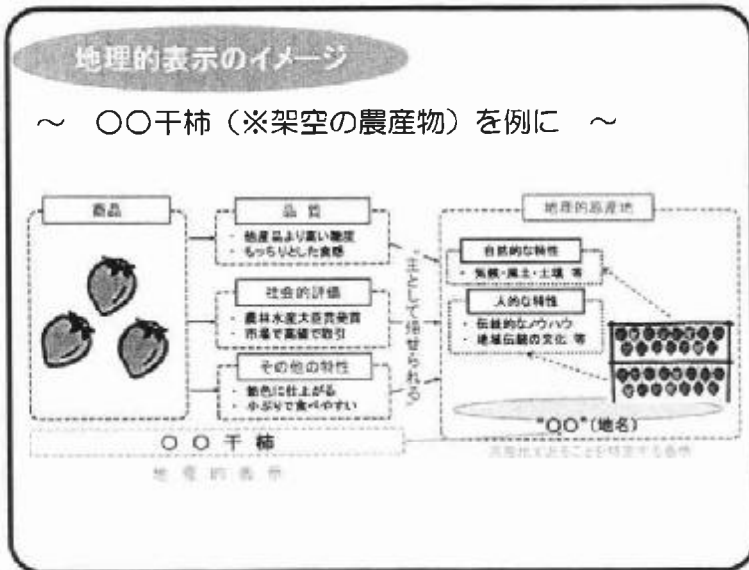 地理的表示のイメージ
～ 〇〇干柿（※架空の農産物）を例に ～
商品
品質
・ 他産品より高い糖度
・ もっちりとした食感
社会的評価
・ 農林水産大臣賞受賞
・ 市場で高値で取引
その他の特性
・ 飴色に仕上がる
・ 小ぶりで食べやすい
"主として帰せられる"
地理的原産地
自然的な特性
・ 気候・風土・土壌 等
人的な特性
・ 伝統的なノウハウ
・ 地域伝統の文化 等
"〇〇"（地名）
〇〇干柿